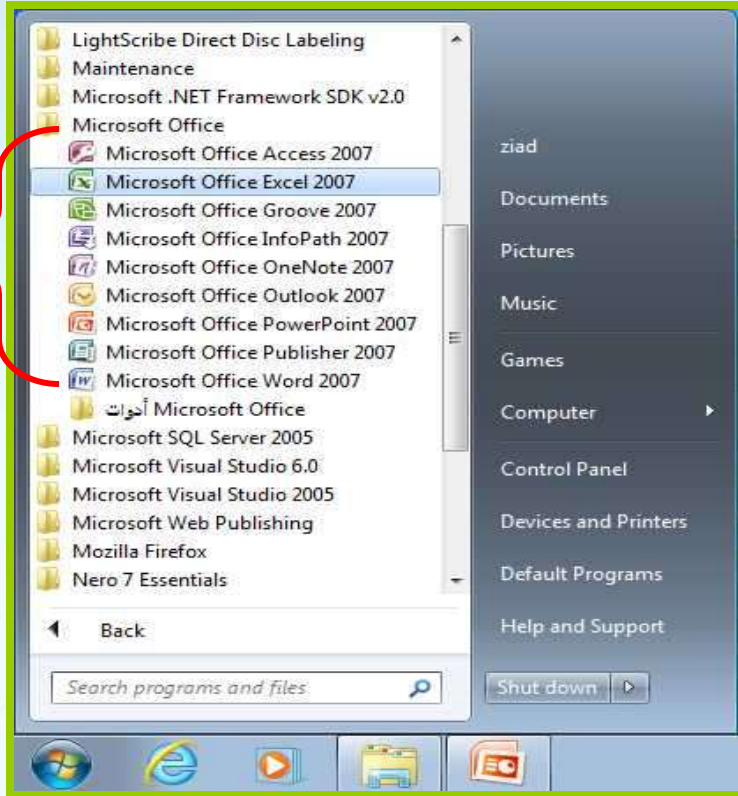 LightScribe Direct Disc Labeling
Maintenance
Microsoft .NET Framework SDK v2.0
Microsoft Office
Microsoft Office Access 2007
Microsoft Office Excel 2007
Microsoft Office Groove 2007
Microsoft Office InfoPath 2007
Microsoft Office OneNote 2007
Microsoft Office Outlook 2007
Microsoft Office PowerPoint 2007
Microsoft Office Publisher 2007
Microsoft Office Word 2007
أدوات Microsoft Office
Microsoft SQL Server 2005
Microsoft Visual Studio 6.0
Microsoft Visual Studio 2005
Microsoft Web Publishing
Mozilla Firefox
Nero 7 Essentials
Back
Search programs and files
ziad
Documents
Pictures
Music
Games
Computer
Control Panel
Devices and Printers
Default Programs
Help and Support
Shut down